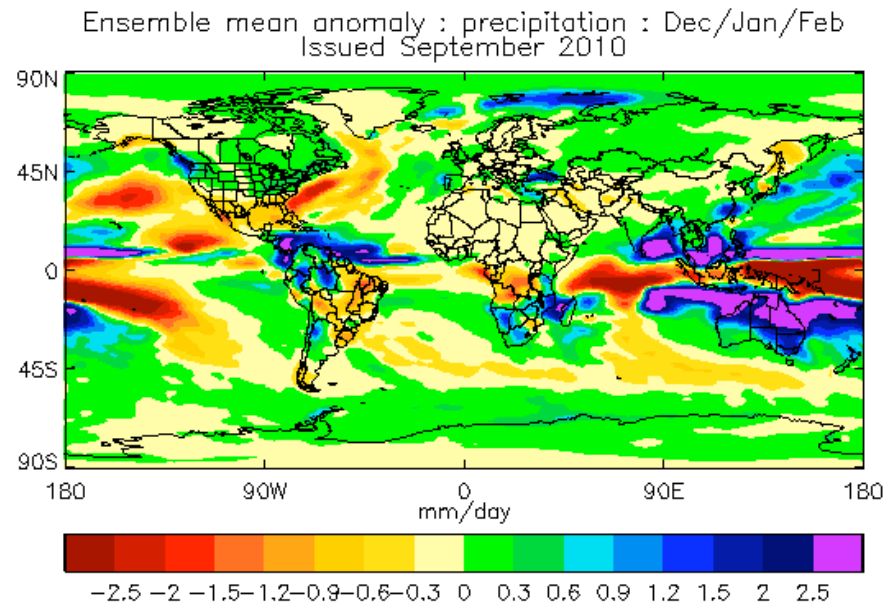 Ensemble mean anomaly : precipitation : Dec/Jan/Feb
Issued September 2010
90N
45N
0
45S
90S
180 90W 0 90E 180
mm/day
-2.5 -2 -1.5-1.2-0.9-0.6-0.3 0 0.3 0.6 0.9 1.2 1.5 2 2.5